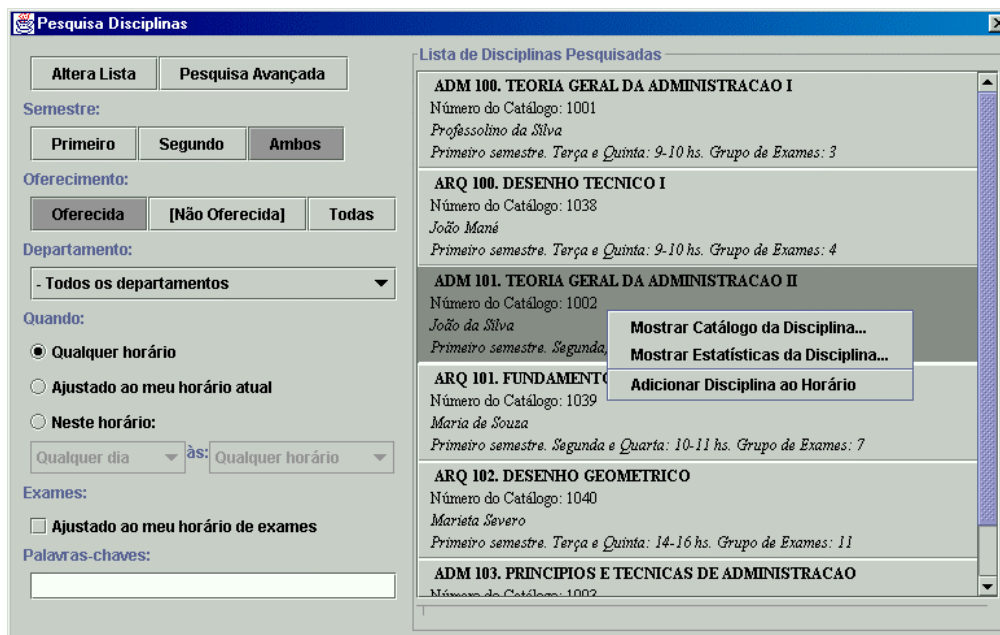 Pesquisa Disciplinas
Altera Lista
Pesquisa Avançada
Semestre:
Primeiro
Segundo
Ambos
Oferecimento:
Oferecida
[Não Oferecida]
Todas
Departamento:
- Todos os departamentos
Quando:
Qualquer horário
Ajustado ao meu horário atual
Neste horário:
Qualquer dia
às:
Qualquer horário
Exames:
Ajustado ao meu horário de exames
Palavras-chaves:
Lista de Disciplinas Pesquisadas
ADM 100. TEORIA GERAL DA ADMINISTRACAO I
Número do Catálogo: 1001
Professolino da Silva
Primeiro semestre. Terça e Quinta: 9-10 hs. Grupo de Exames: 3
ARQ 100. DESENHO TECNICO I
Número do Catálogo: 1038
João Mané
Primeiro semestre. Terça e Quinta: 9-10 hs. Grupo de Exames: 4
ADM 101. TEORIA GERAL DA ADMINISTRACAO II
Número do Catálogo: 1002
João da Silva
Primeiro semestre. Segunda,
Mostrar Catálogo da Disciplina...
Mostrar Estatísticas da Disciplina...
Adicionar Disciplina ao Horário
ARQ 101. FUNDAMENTO
Número do Catálogo: 1039
Maria de Souza
Primeiro semestre. Segunda e Quarta: 10-11 hs. Grupo de Exames: 7
ARQ 102. DESENHO GEOMETRICO
Número do Catálogo: 1040
Marieta Severo
Primeiro semestre. Terça e Quinta: 14-16 hs. Grupo de Exames: 11
ADM 103. PRINCIPIOS E TECNICAS DE ADMINISTRACAO
Número do Catálogo: 1003